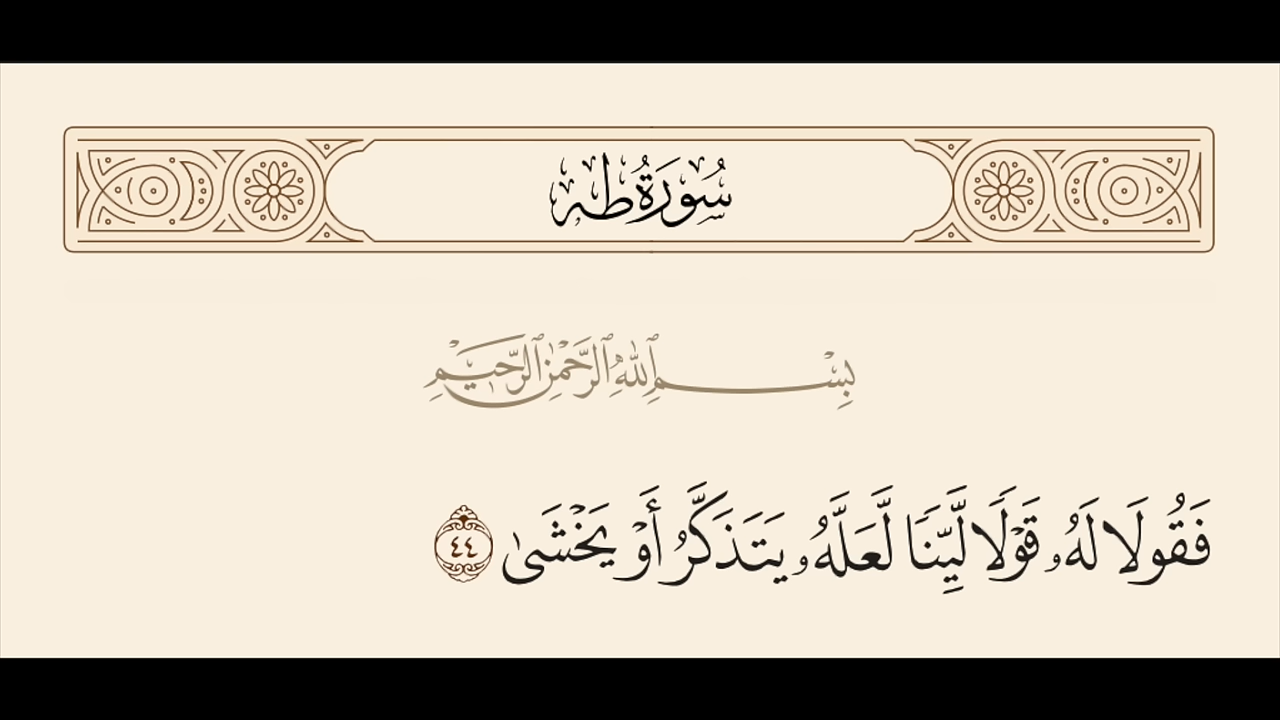 سُورَةُ طه
بِسْمِ ٱللَّهِ ٱلرَّحْمَٰنِ ٱلرَّحِيمِ
فَقُولَا لَهُۥ قَوْلًا لَّيِّنًا لَّعَلَّهُۥ يَتَذَكَّرُ أَوْ يَخْشَىٰ ٤٤